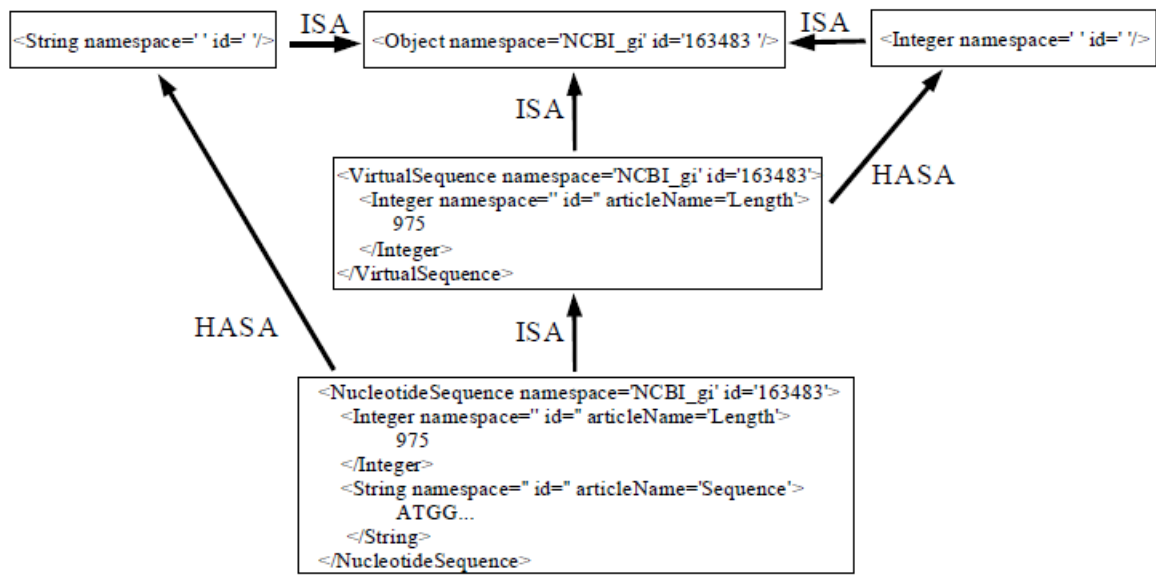 ISA
ISA
<String namespace=' ' id=' '/>
<Object namespace='NCBI_gi' id='163483 '/>
<Integer namespace=' ' id=' '/>
ISA
<VirtualSequence namespace='NCBI_gi' id='163483'>
<Integer namespace='' id='' articleName='Length'>
975
</Integer>
</VirtualSequence>
HASA
HASA
ISA
<NucleotideSequence namespace='NCBI_gi' id='163483'>
<Integer namespace='' id='' articleName='Length'>
975
</Integer>
<String namespace='' id='' articleName='Sequence'>
ATGG...
</String>
</NucleotideSequence>